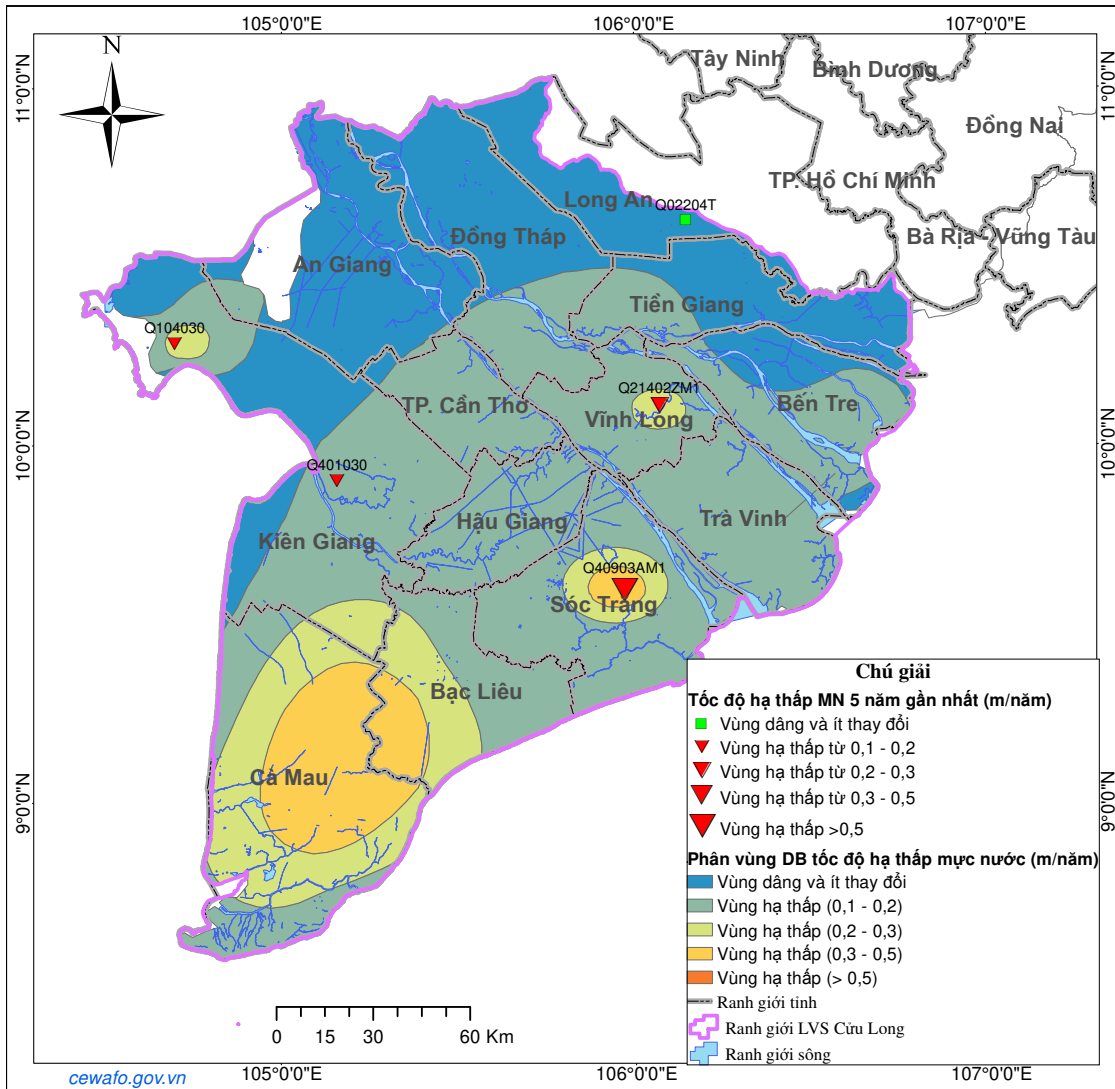 105°0'0"E
106°0'0"E
107°0'0"E
N
11°0'0"N
11°0'0"N
Tây Ninh
Bình Dương
Đồng Nai
TP. Hồ Chí Minh
Long An
Q02204T
Bà Rịa - Vũng Tàu
Đồng Tháp
An Giang
Tiền Giang
Q104030
Q21402ZM1
TP. Cần Thơ
Vĩnh Long
Bến Tre
10°0'0"N
10°0'0"N
Q401030
Hậu Giang
Trà Vinh
Kiên Giang
Q40903AM1
Sóc Trăng
Bạc Liêu
Cà Mau
9°0'0"N
9°0'0"N
Chú giải
Tốc độ hạ thấp MN 5 năm gần nhất (m/năm)
Vùng dâng và ít thay đổi
Vùng hạ thấp từ 0,1 - 0,2
Vùng hạ thấp từ 0,2 - 0,3
Vùng hạ thấp từ 0,3 - 0,5
Vùng hạ thấp >0,5
Phân vùng DB tốc độ hạ thấp mực nước (m/năm)
Vùng dâng và ít thay đổi
Vùng hạ thấp (0,1 - 0,2)
Vùng hạ thấp (0,2 - 0,3)
Vùng hạ thấp (0,3 - 0,5)
Vùng hạ thấp (> 0,5)
Ranh giới tỉnh
Ranh giới LVS Cửu Long
Ranh giới sông
0 15 30 60 Km
cewafo.gov.vn
105°0'0"E
106°0'0"E
107°0'0"E